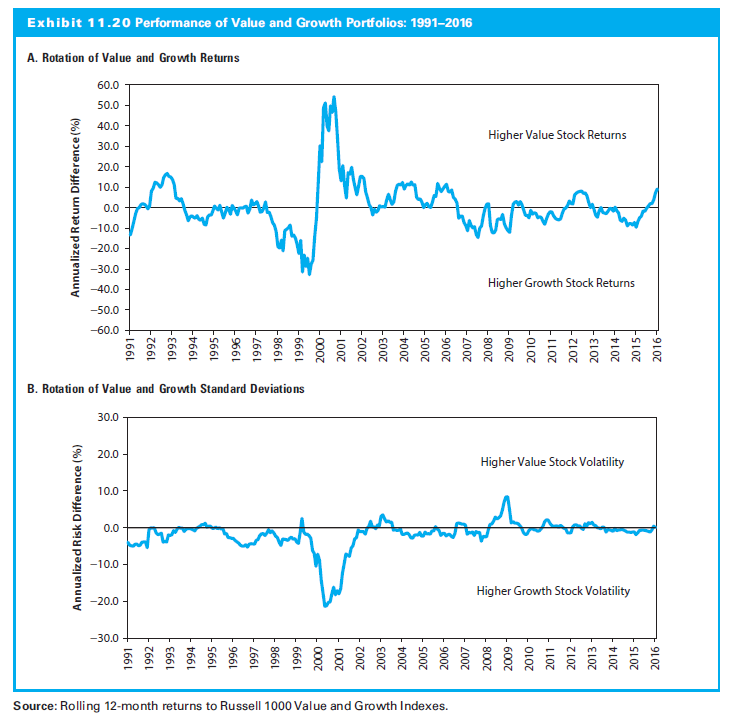 Exhibit 11.20 Performance of Value and Growth Portfolios: 1991–2016
A. Rotation of Value and Growth Returns
Annualized Return Difference (%)
60.0
50.0
40.0
30.0
20.0
10.0
0.0
−10.0
−20.0
−30.0
−40.0
−50.0
−60.0
Higher Value Stock Returns
Higher Growth Stock Returns
1991 1992 1993 1994 1995 1996 1997 1998 1999 2000 2001 2002 2003 2004 2005 2006 2007 2008 2009 2010 2011 2012 2013 2014 2015 2016
B. Rotation of Value and Growth Standard Deviations
Annualized Risk Difference (%)
30.0
20.0
10.0
0.0
−10.0
−20.0
−30.0
Higher Value Stock Volatility
Higher Growth Stock Volatility
1991 1992 1993 1994 1995 1996 1997 1998 1999 2000 2001 2002 2003 2004 2005 2006 2007 2008 2009 2010 2011 2012 2013 2014 2015 2016
Source: Rolling 12-month returns to Russell 1000 Value and Growth Indexes.